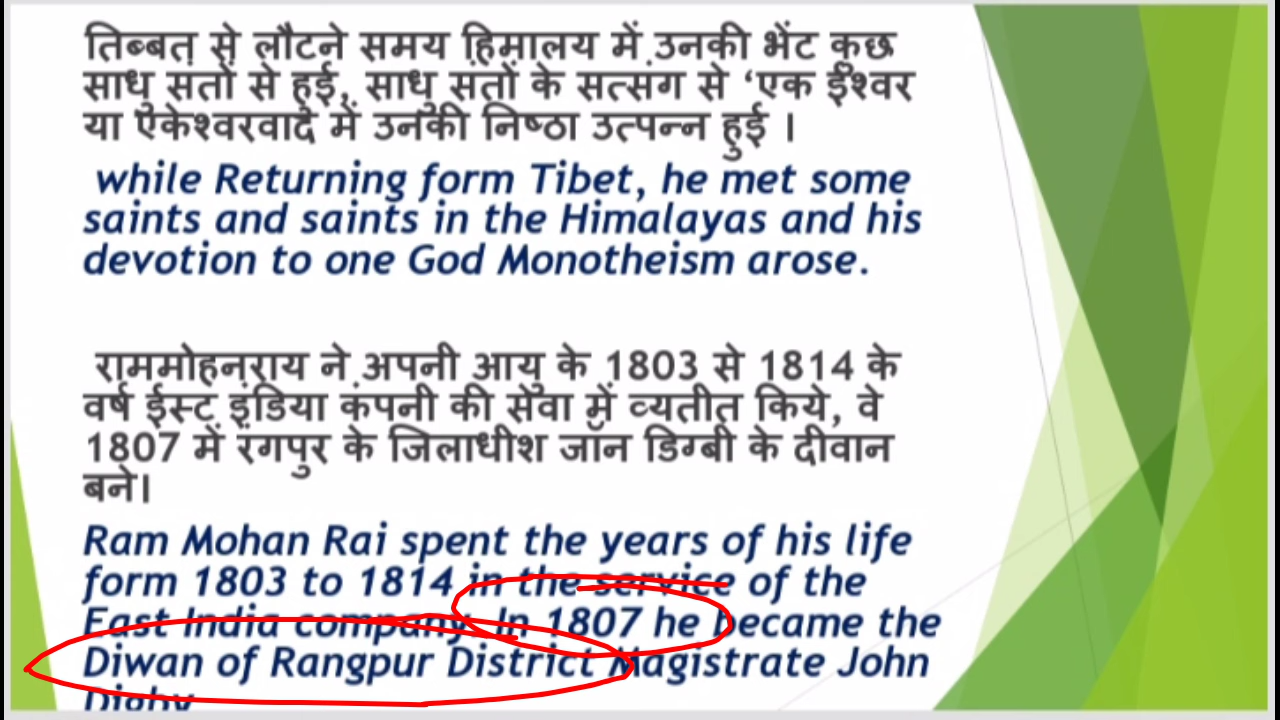 तिब्बत से लौटने समय हिमालय में उनकी भेंट कुछ
साधु सतों से हुई, साधु सतों के सत्सग से ‘एक ईश्वर
या ऐकेश्वरवाद में उनकी निष्ठा उत्पन्न हुई ।
while Returning form Tibet, he met some
saints and saints in the Himalayas and his
devotion to one God Monotheism arose.
राममोहनराय ने अपनी आयु के 1803 से 1814 के
वर्ष ईस्ट इंडिया कंपनी की सेवा में व्यतीत किये, वे
1807 में रंगपुर के जिलाधीश जॉन डिग्बी के दीवान
बने।
Ram Mohan Rai spent the years of his life
form 1803 to 1814 in the service of the
East India company. In 1807 he became the
Diwan of Rangpur District Magistrate John
Digby